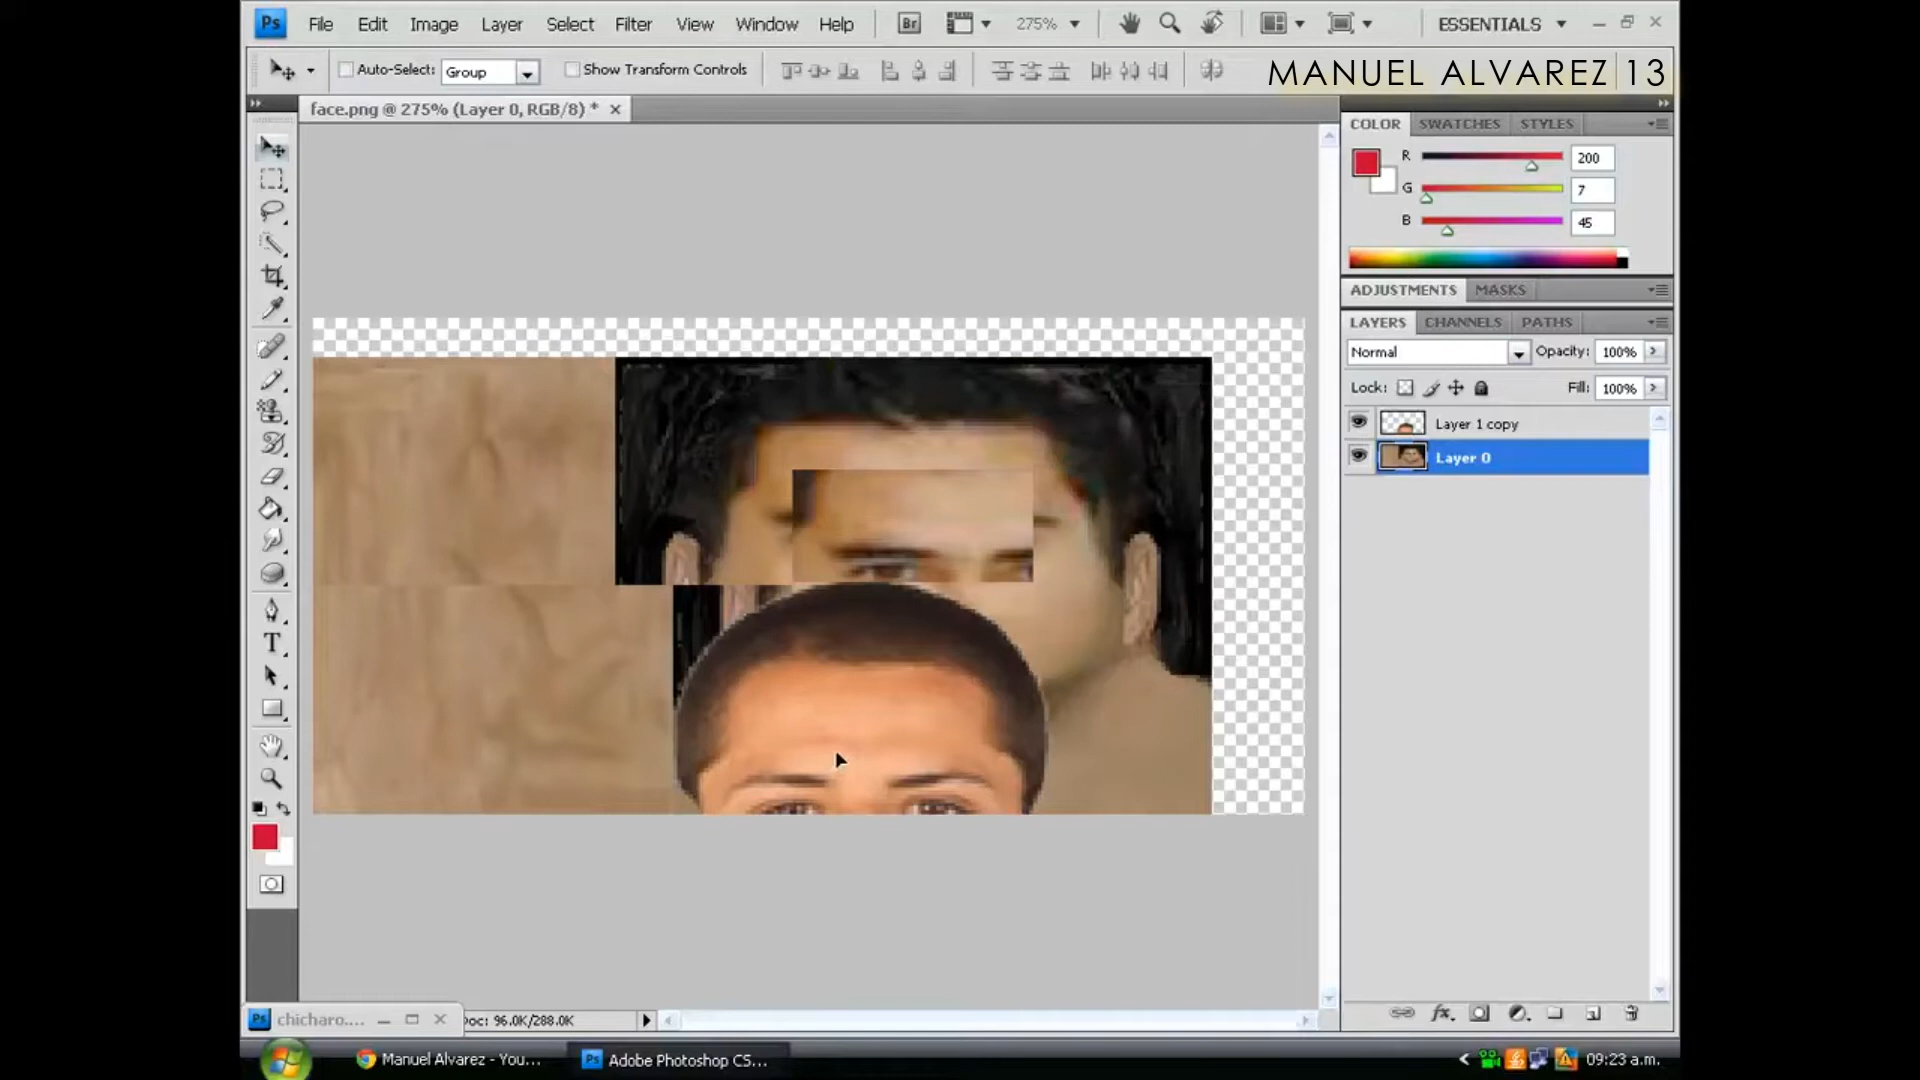 Ps File Edit Image Layer Select Filter View Window Help Br 275% ESSENTIALS
Auto-Select: Group Show Transform Controls MANUEL ALVAREZ 13
face.png @ 275% (Layer 0, RGB/8) *
COLOR SWATCHES STYLES
R 200
G 7
B 45
ADJUSTMENTS MASKS
LAYERS CHANNELS PATHS
Normal Opacity: 100%
Lock: Fill: 100%
Layer 1 copy
Layer 0
Ps chicharo.... Doc: 96.0K/288.0K
Manuel Alvarez - You... Ps Adobe Photoshop CS... 09:23 a.m.